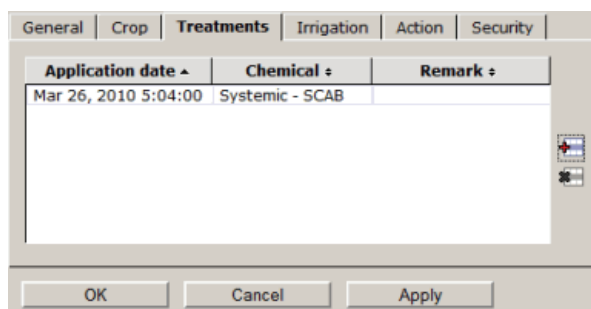 General Crop Treatments Irrigation Action Security
Application date Chemical Remark
Mar 26, 2010 5:04:00 Systemic - SCAB
OK Cancel Apply